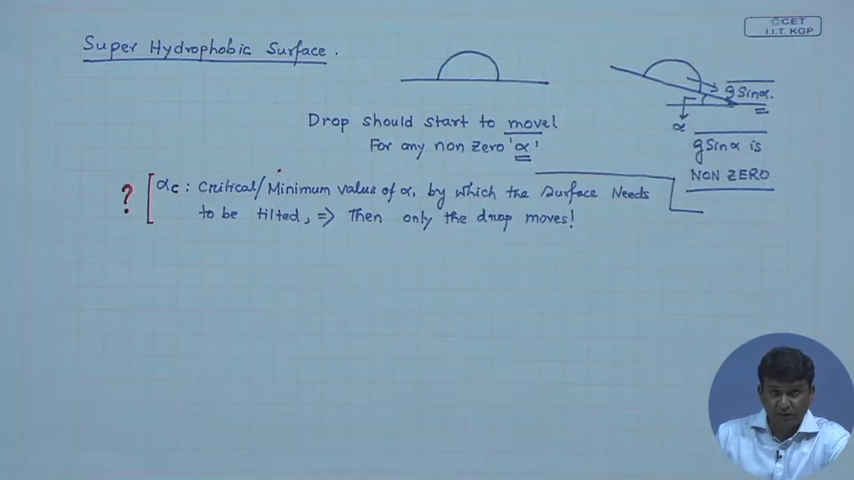 ©CET
I.I.T. KGP
Super Hydrophobic Surface.
g Sinα.
α
Drop should start to move!
For any non zero 'α'
g Sinα is
NON ZERO
? αc: Critical/Minimum value of α, by which the Surface Needs
to be tilted, => Then only the drop moves!